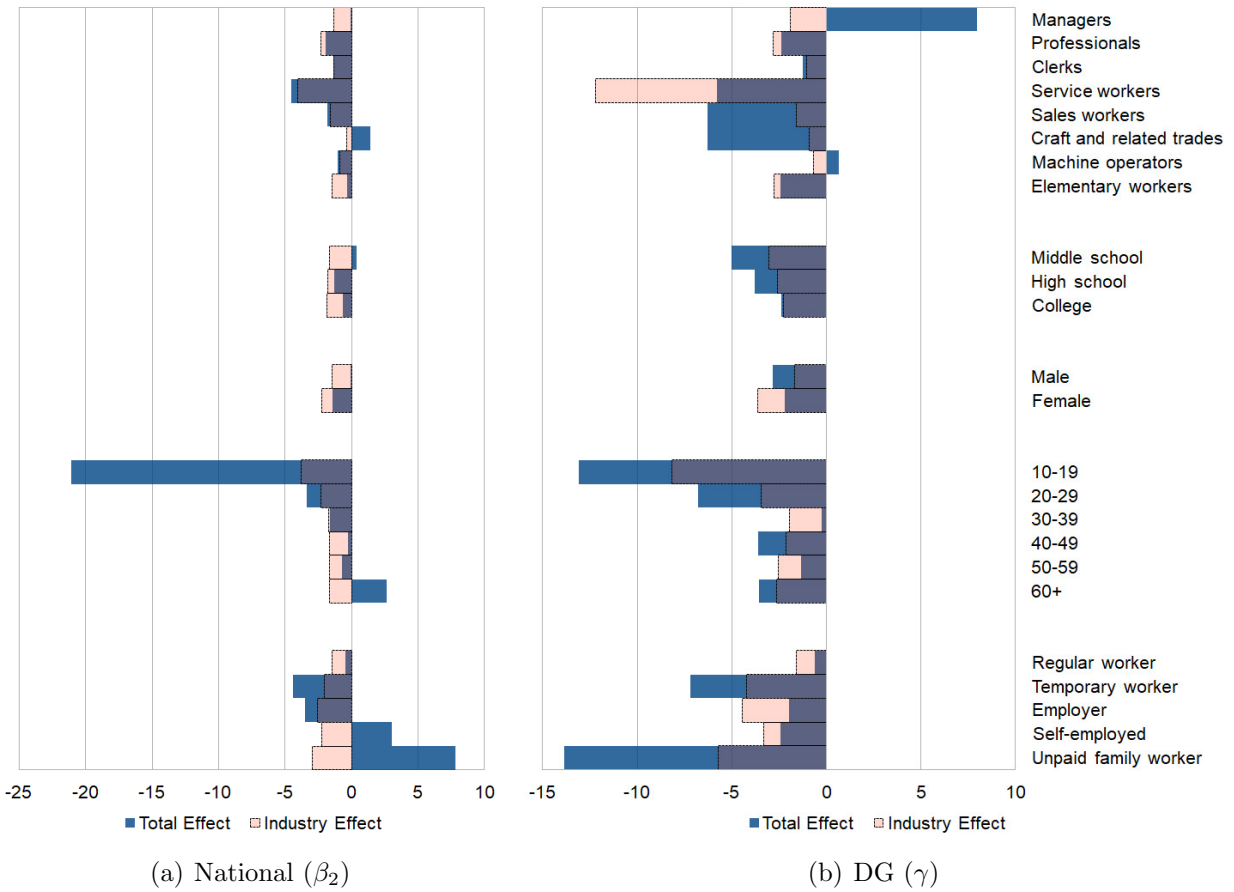 Managers
Professionals
Clerks
Service workers
Sales workers
Craft and related trades
Machine operators
Elementary workers
Middle school
High school
College
Male
Female
10-19
20-29
30-39
40-49
50-59
60+
Regular worker
Temporary worker
Employer
Self-employed
Unpaid family worker
-25 -20 -15 -10 -5 0 5 10
-15 -10 -5 0 5 10
Total Effect Industry Effect
Total Effect Industry Effect
(a) National (β₂)
(b) DG (γ)